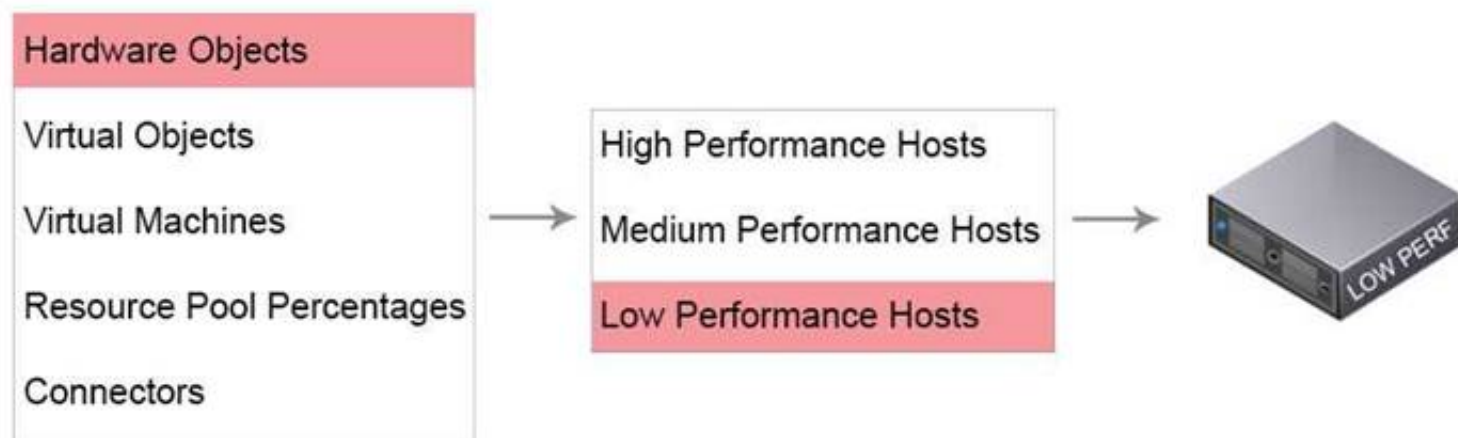 Hardware Objects
Virtual Objects
Virtual Machines
Resource Pool Percentages
Connectors
High Performance Hosts
Medium Performance Hosts
Low Performance Hosts
LOW PERF